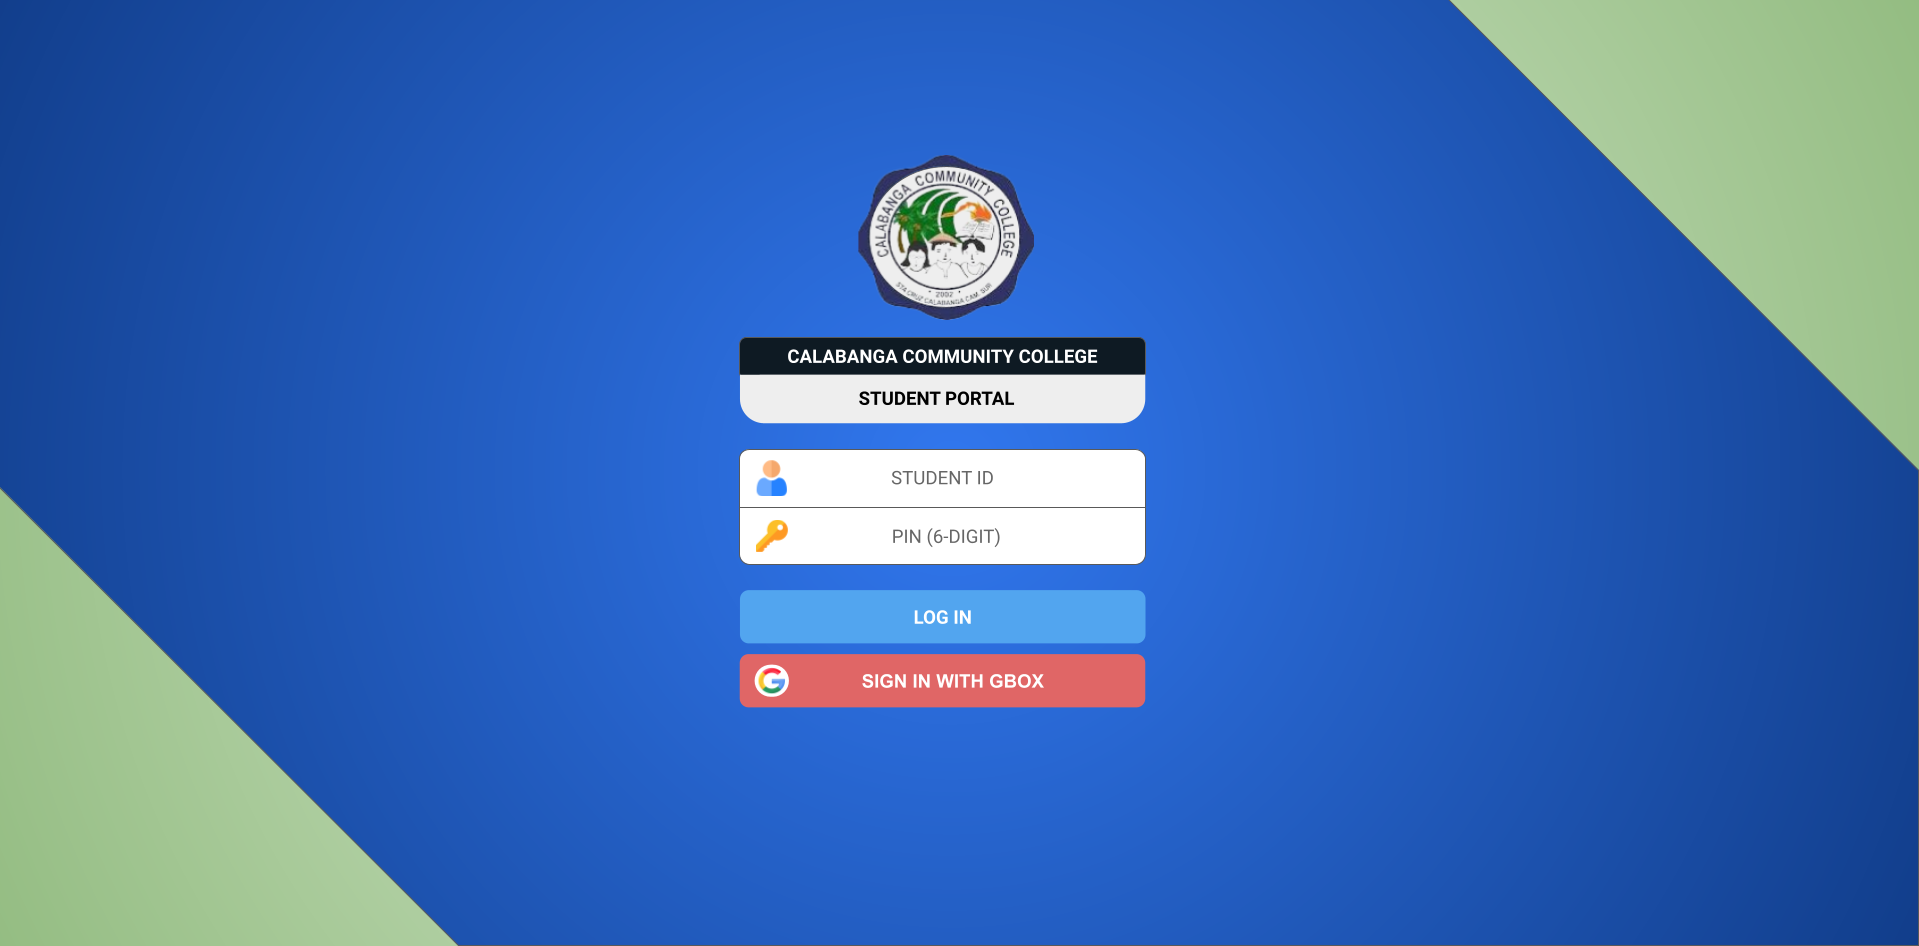 CALABANGA COMMUNITY COLLEGE
2002
STA CRUZ CALABANGA CAM. SUR
CALABANGA COMMUNITY COLLEGE
STUDENT PORTAL
STUDENT ID
PIN (6-DIGIT)
LOG IN
SIGN IN WITH GBOX